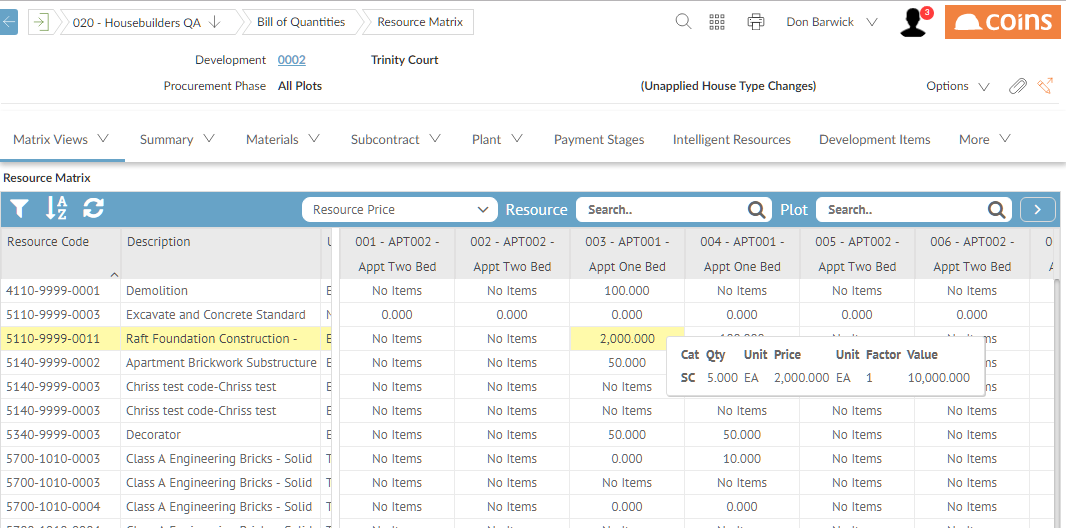 020 - Housebuilders QA Bill of Quantities Resource Matrix Don Barwick 3 coins
Development 0002 Trinity Court
Procurement Phase All Plots (Unapplied House Type Changes) Options
Matrix Views Summary Materials Subcontract Plant Payment Stages Intelligent Resources Development Items More
Resource Matrix
Resource Price Resource Search.. Plot Search..
Resource Code Description 001 - APT002 - 002 - APT002 - 003 - APT001 - 004 - APT001 - 005 - APT002 - 006 - APT002 -
Appt Two Bed Appt Two Bed Appt One Bed Appt One Bed Appt Two Bed Appt Two Bed
4110-9999-0001 Demolition No Items No Items 100.000 No Items No Items No Items
5110-9999-0003 Excavate and Concrete Standard 0.000 0.000 0.000 0.000 0.000 0.000
5110-9999-0011 Raft Foundation Construction - No Items No Items 2,000.000
Cat Qty Unit Price Unit Factor Value
SC 5.000 EA 2,000.000 EA 1 10,000.000
5140-9999-0002 Apartment Brickwork Substructure No Items No Items 50.000
5140-9999-0003 Chriss test code-Chriss test No Items No Items No Items
5140-9999-0003 Chriss test code-Chriss test No Items No Items No Items No Items No Items No Items
5340-9999-0003 Decorator No Items No Items 50.000 50.000 No Items No Items
5700-1010-0003 Class A Engineering Bricks - Solid No Items No Items 0.000 10.000 No Items No Items
5700-1010-0003 Class A Engineering Bricks - Solid No Items No Items No Items No Items No Items No Items
5700-1010-0004 Class A Engineering Bricks - Solid No Items No Items 0.000 0.000 No Items No Items